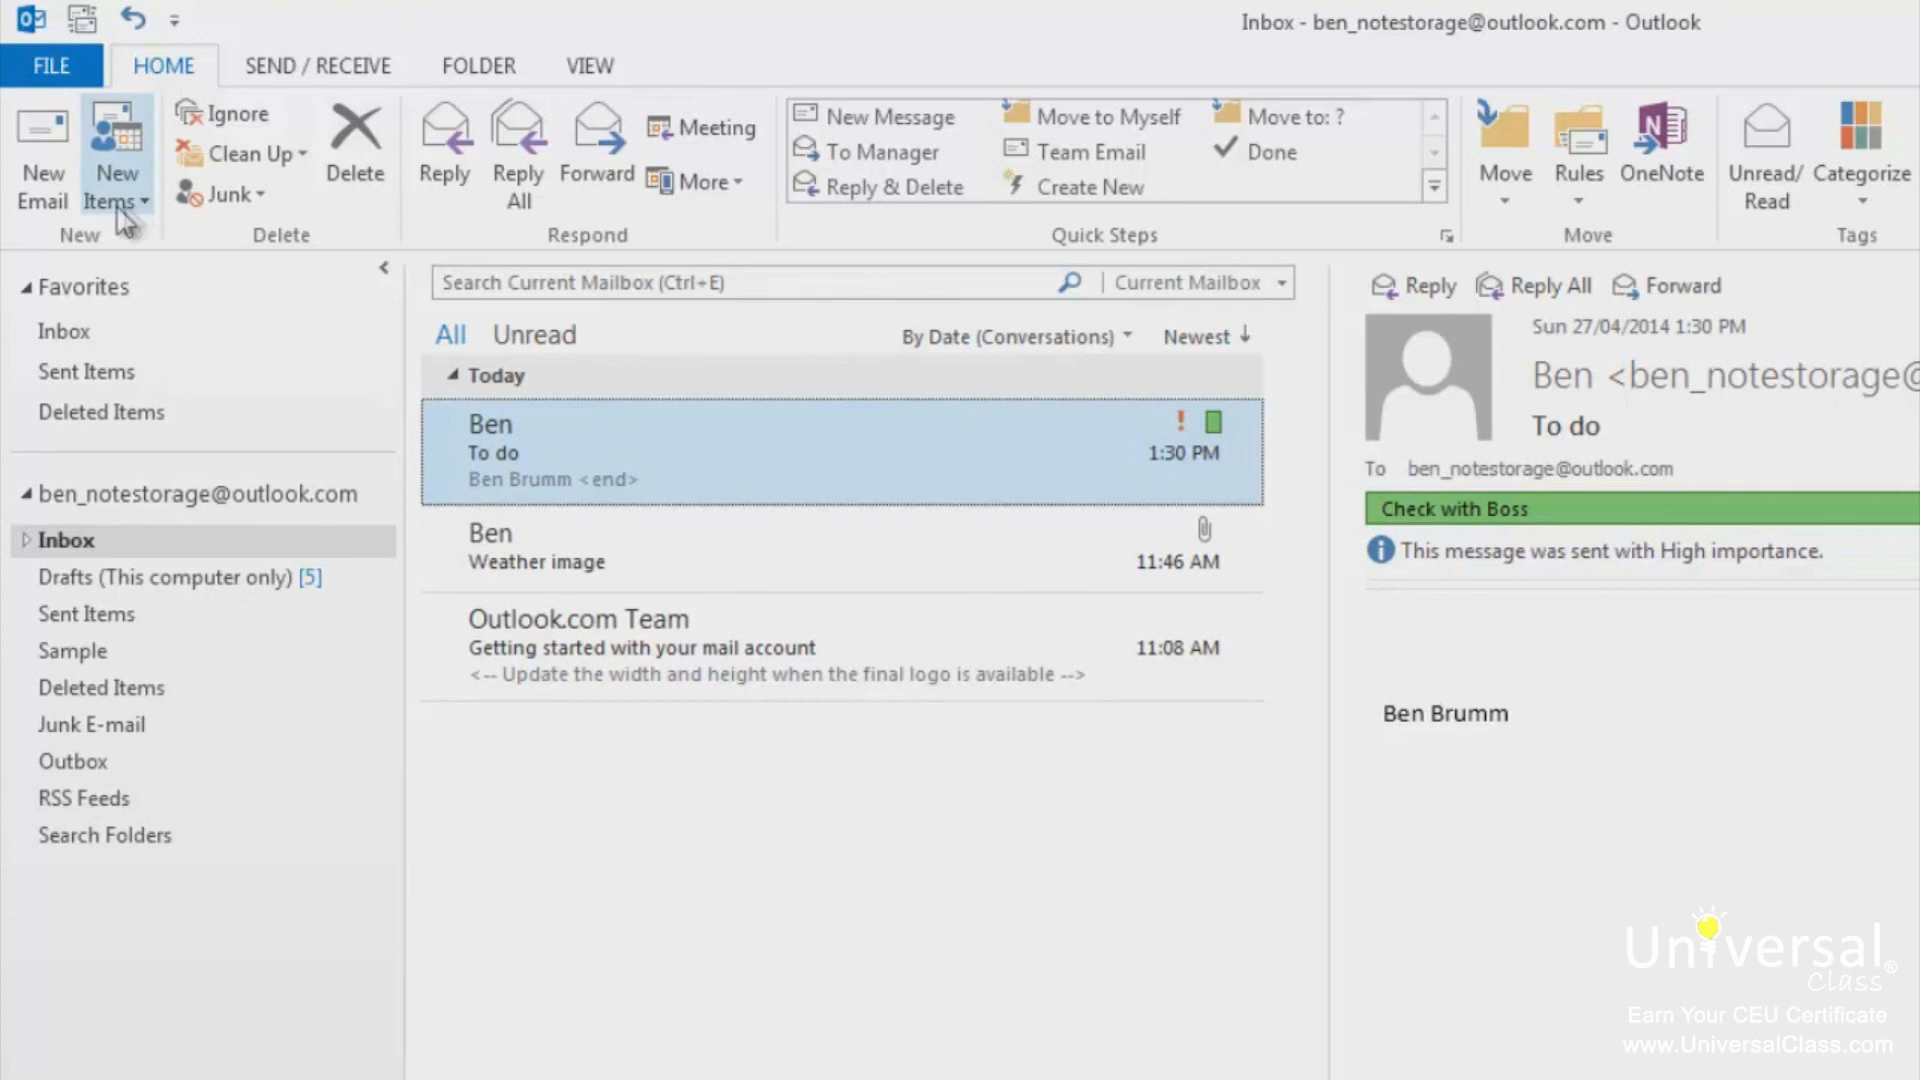 Inbox - ben_notestorage@outlook.com - Outlook
FILE HOME SEND / RECEIVE FOLDER VIEW
New Email
New Items
New
Ignore
Clean Up
Junk
Delete
Delete
Reply
Reply All
Forward
Meeting
More
Respond
New Message
To Manager
Reply & Delete
Move to Myself
Team Email
Create New
Move to: ?
Done
Quick Steps
Move
Rules
OneNote
Move
Unread/ Read
Categorize
Tags
Favorites
Inbox
Sent Items
Deleted Items
ben_notestorage@outlook.com
Inbox
Drafts (This computer only) [5]
Sent Items
Sample
Deleted Items
Junk E-mail
Outbox
RSS Feeds
Search Folders
Search Current Mailbox (Ctrl+E) Current Mailbox
All Unread By Date (Conversations) Newest
Today
Ben
To do 1:30 PM
Ben Brumm <end>
Ben
Weather image 11:46 AM
Outlook.com Team
Getting started with your mail account 11:08 AM
<-- Update the width and height when the final logo is available -->
Reply Reply All Forward
Sun 27/04/2014 1:30 PM
Ben <ben_notestorage@
To do
To ben_notestorage@outlook.com
Check with Boss
This message was sent with High importance.
Ben Brumm
Universal®
Class
Earn Your CEU Certificate
www.UniversalClass.com